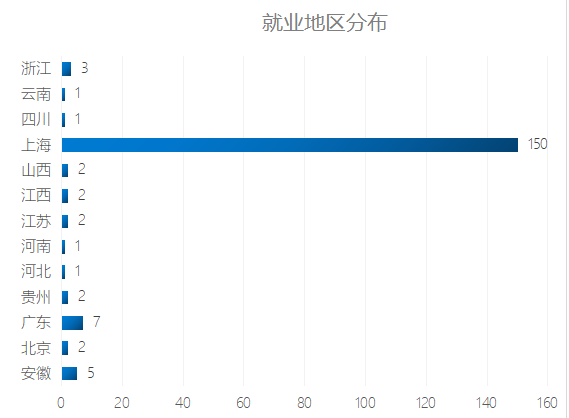 就业地区分布
浙江 3
云南 1
四川 1
上海 150
山西 2
江西 2
江苏 2
河南 1
河北 1
贵州 2
广东 7
北京 2
安徽 5
0 20 40 60 80 100 120 140 160